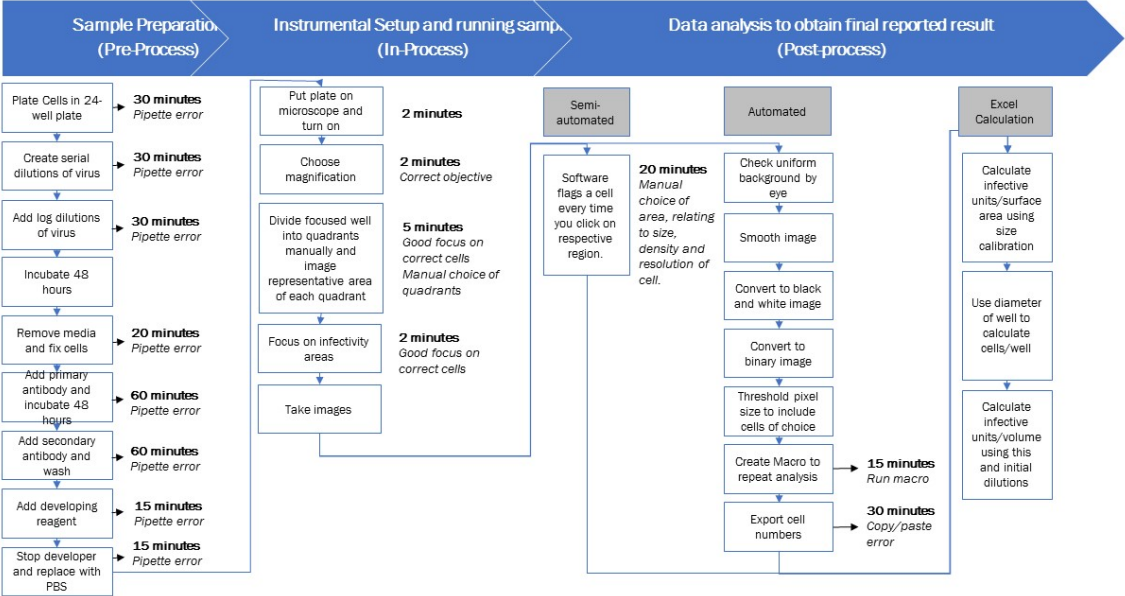 Sample Preparation
(Pre-Process)
Instrumental Setup and running sampl
(In-Process)
Data analysis to obtain final reported result
(Post-process)
Plate Cells in 24-
well plate
30 minutes
Pipette error
Create serial
dilutions of virus
30 minutes
Pipette error
Add log dilutions
of virus
30 minutes
Pipette error
Incubate 48
hours
Remove media
and fix cells
20 minutes
Pipette error
Add primary
antibody and
incubate 48
hours
60 minutes
Pipette error
Add secondary
antibody and
wash
60 minutes
Pipette error
Add developing
reagent
15 minutes
Pipette error
Stop developer
and replace with
PBS
15 minutes
Pipette error
Put plate on
microscope and
turn on
2 minutes
Choose
magnification
2 minutes
Correct objective
Divide focused well
into quadrants
manually and
image
representative area
of each quadrant
5 minutes
Good focus on
correct cells
Manual choice of
quadrants
Focus on infectivity
areas
2 minutes
Good focus on
correct cells
Take images
Semi-
automated
Software
flags a cell
every time
you click on
respective
region.
20 minutes
Manual
choice of
area, relating
to size,
density and
resolution of
cell.
Automated
Check uniform
background by
eye
Smooth image
Convert to black
and white image
Convert to
binary image
Threshold pixel
size to include
cells of choice
Create Macro to
repeat analysis
15 minutes
Run macro
Export cell
numbers
30 minutes
Copy/paste
error
Excel
Calculation
Calculate
infective
units/surface
area using
size
calibration
Use diameter
of well to
calculate
cells/well
Calculate
infective
units/volume
using this
and initial
dilutions